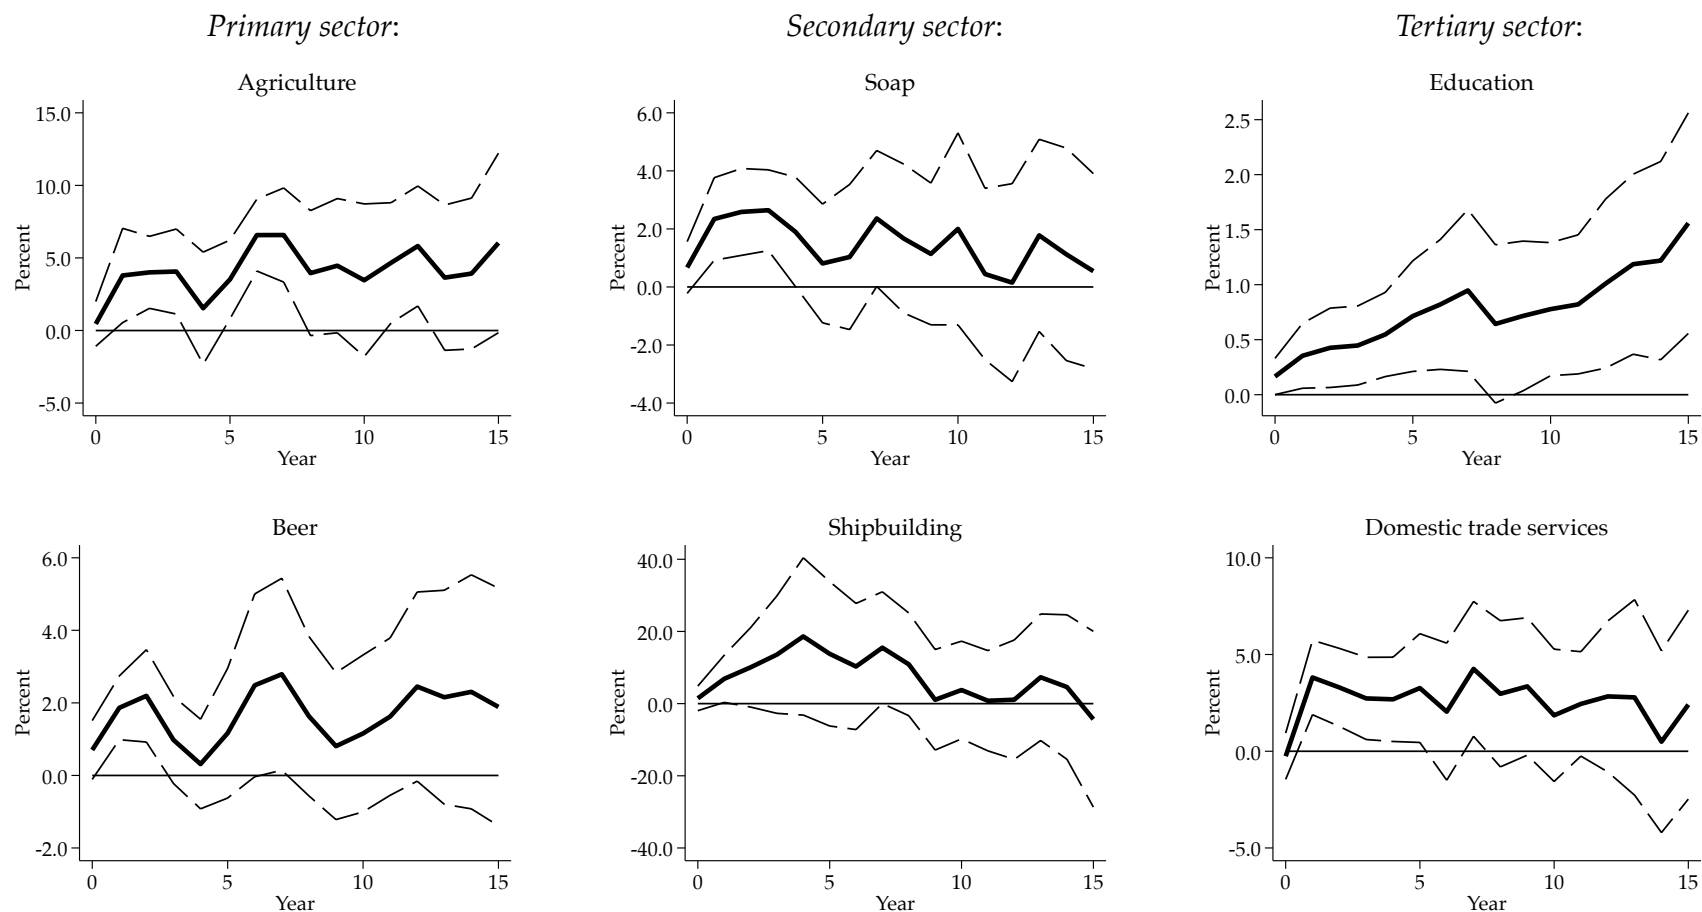 Primary sector:
Secondary sector:
Tertiary sector:
Agriculture
15.0
10.0
5.0
0.0
-5.0
Percent
0 5 10 15
Year
Soap
6.0
4.0
2.0
0.0
-2.0
-4.0
Percent
0 5 10 15
Year
Education
2.5
2.0
1.5
1.0
0.5
0.0
Percent
0 5 10 15
Year
Beer
6.0
4.0
2.0
0.0
-2.0
Percent
0 5 10 15
Year
Shipbuilding
40.0
20.0
0.0
-20.0
-40.0
Percent
0 5 10 15
Year
Domestic trade services
10.0
5.0
0.0
-5.0
Percent
0 5 10 15
Year